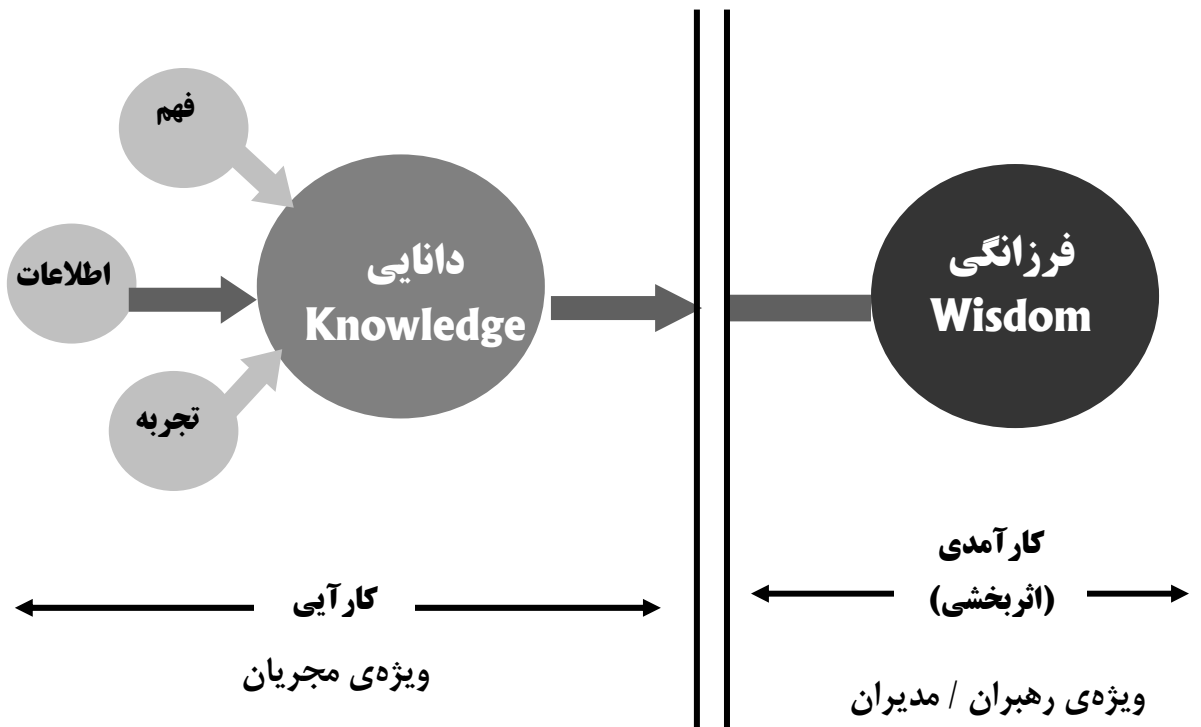 فهم
اطلاعات
تجربه
دانایی
Knowledge
فرزانگی
Wisdom
کارآیی
ویژه‌ی مجریان
کارآمدی
(اثربخشی)
ویژه‌ی رهبران / مدیران